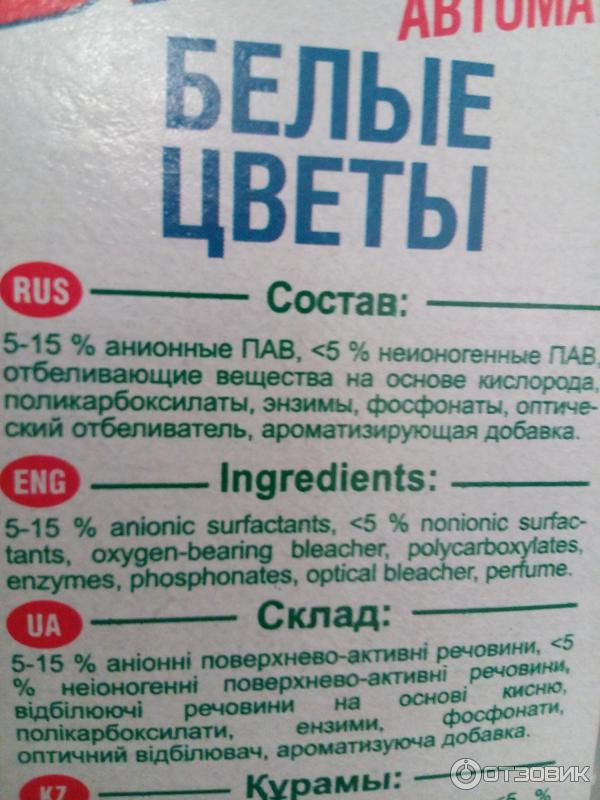 АВТОМА
БЕЛЫЕ
ЦВЕТЫ
RUS
Состав:
5-15 % анионные ПАВ, <5 % неионогенные ПАВ,
отбеливающие вещества на основе кислорода,
поликарбоксилаты, энзимы, фосфонаты, оптиче-
ский отбеливатель, ароматизирующая добавка.
ENG
Ingredients:
5-15 % anionic surfactants, <5 % nonionic surfac-
tants, oxygen-bearing bleacher, polycarboxylates,
enzymes, phosphonates, optical bleacher, perfume.
UA
Склад:
5-15 % аніонні поверхнево-активні речовини, <5
% неіоногенні поверхнево-активні речовини,
відбілюючі речовини на основі кисню,
полікарбоксилати, ензими, фосфонати,
оптичний відбілювач, ароматизуюча добавка.
KZ
Құрамы:
<5 %
ОТЗОВИК